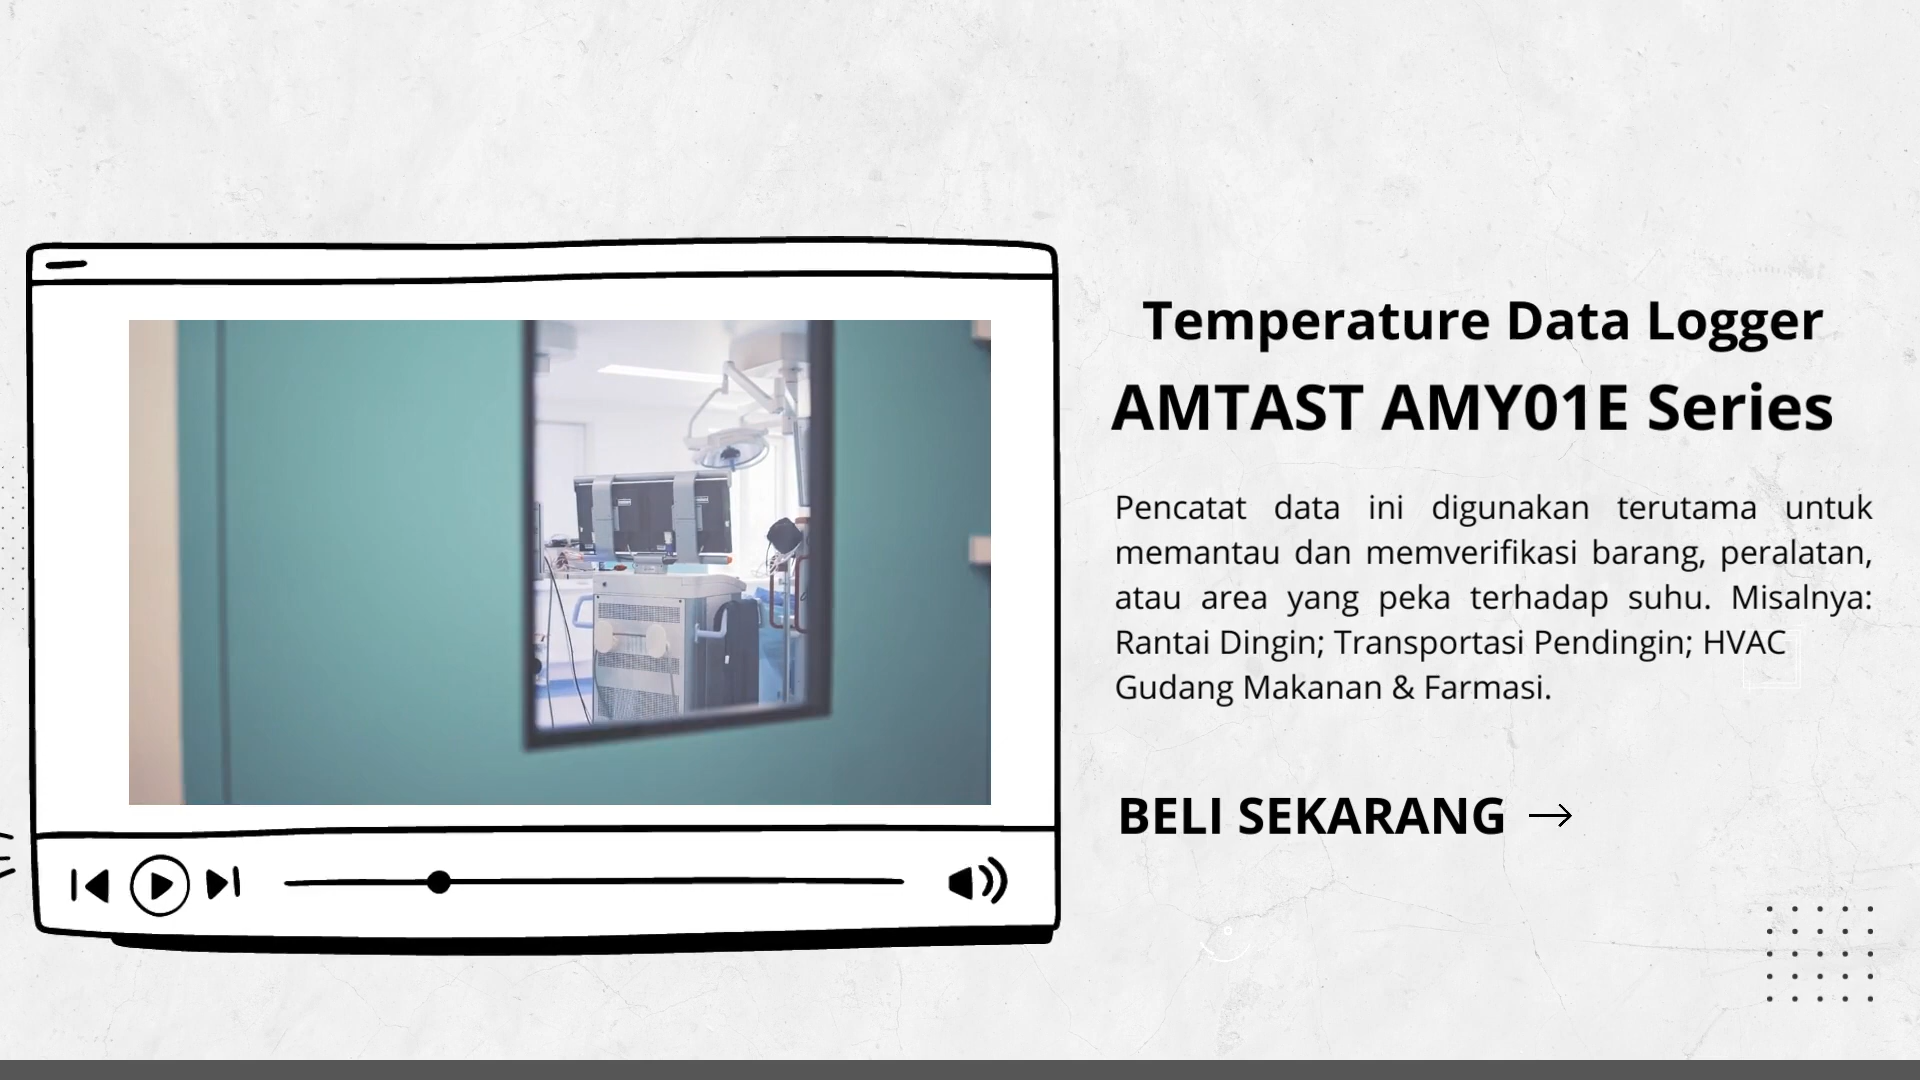 Temperature Data Logger
AMTAST AMY01E Series
Pencatat data ini digunakan terutama untuk
memantau dan memverifikasi barang, peralatan,
atau area yang peka terhadap suhu. Misalnya:
Rantai Dingin; Transportasi Pendingin; HVAC
Gudang Makanan & Farmasi.
BELI SEKARANG →